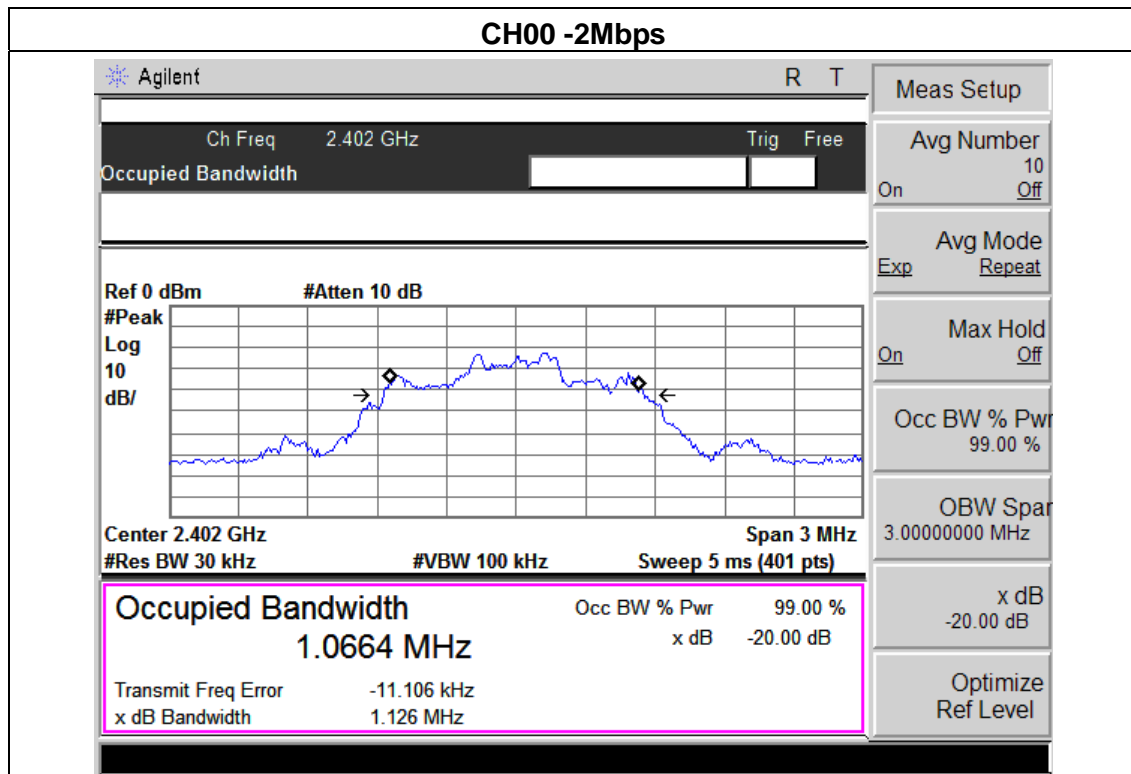 CH00 -2Mbps
Agilent R T
Ch Freq 2.402 GHz Trig Free
Occupied Bandwidth
Ref 0 dBm #Atten 10 dB
#Peak
Log
10
dB/
Center 2.402 GHz Span 3 MHz
#Res BW 30 kHz #VBW 100 kHz Sweep 5 ms (401 pts)
Occupied Bandwidth Occ BW % Pwr 99.00 %
1.0664 MHz x dB -20.00 dB
Transmit Freq Error -11.106 kHz
x dB Bandwidth 1.126 MHz
Meas Setup
Avg Number
10
On Off
Avg Mode
Exp Repeat
Max Hold
On Off
Occ BW % Pwr
99.00 %
OBW Span
3.00000000 MHz
x dB
-20.00 dB
Optimize
Ref Level